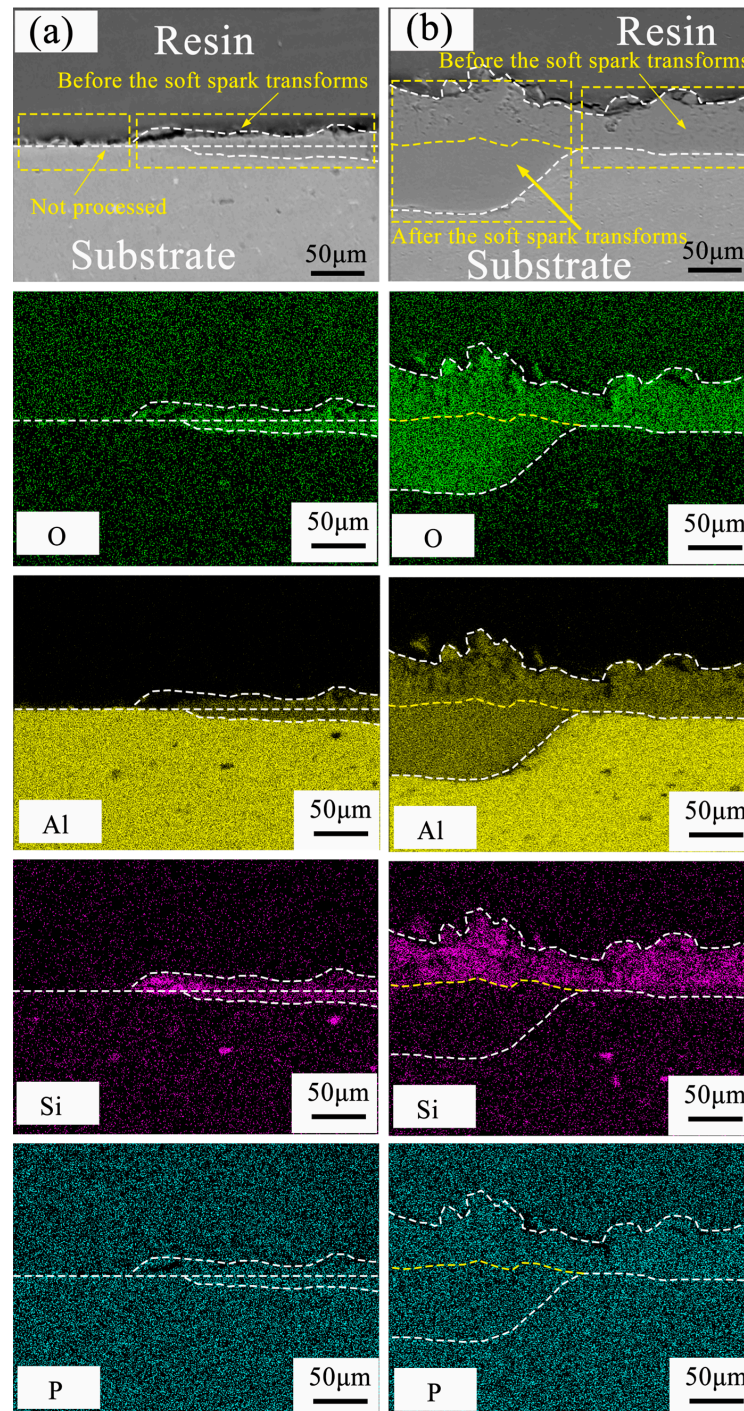 (a)
Resin
Before the soft spark transforms
Not processed
Substrate
50μm
(b)
Resin
Before the soft spark transforms
After the soft spark transforms
Substrate
50μm
O
50μm
O
50μm
Al
50μm
Al
50μm
Si
50μm
Si
50μm
P
50μm
P
50μm